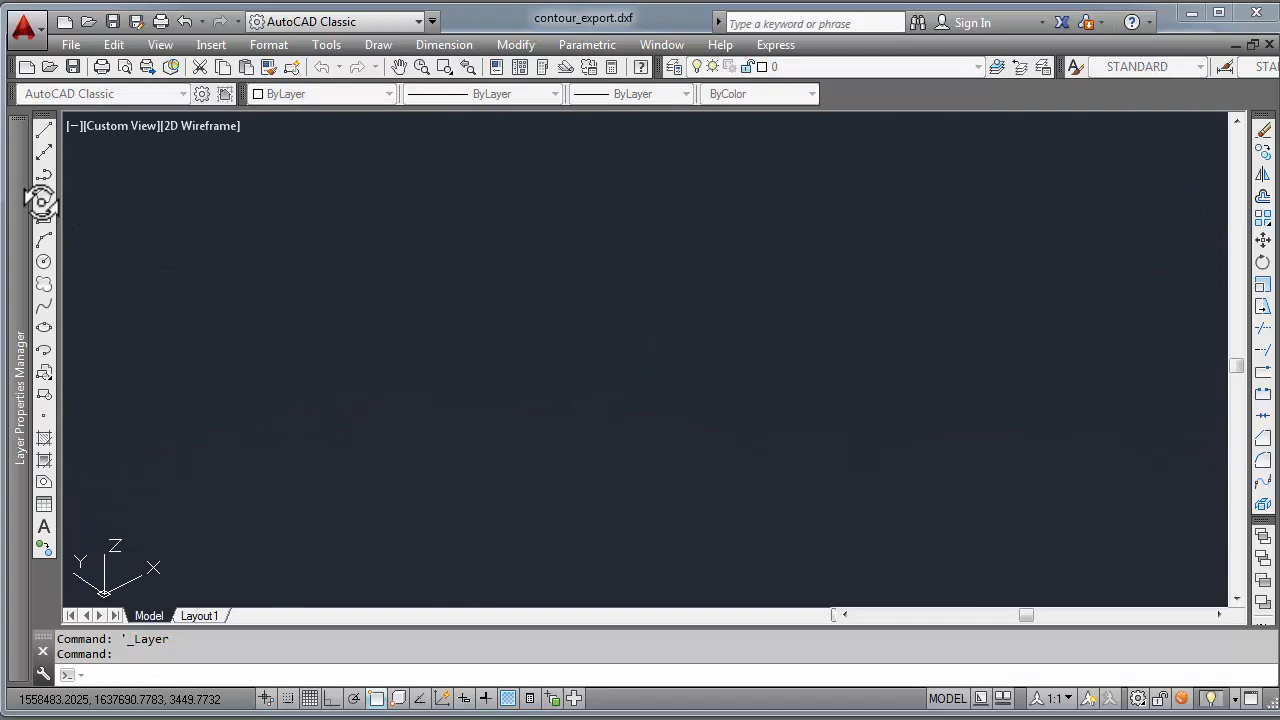 AutoCAD Classic
contour_export.dxf
Type a keyword or phrase
Sign In
File Edit View Insert Format Tools Draw Dimension Modify Parametric Window Help Express
0
STANDARD
AutoCAD Classic
ByLayer
ByLayer
ByLayer
ByColor
[−][Custom View][2D Wireframe]
Layer Properties Manager
A
Z
Y
X
Model Layout1
Command: '_Layer
Command:
1558483.2025, 1637690.7783, 3449.7732
MODEL
1:1